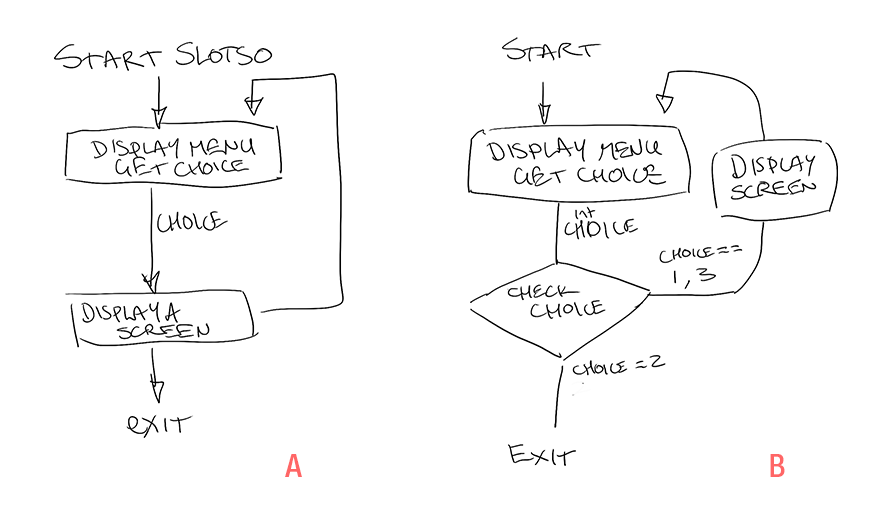 START SLOTSO
DISPLAY MENU
GET CHOICE
CHOICE
DISPLAY A
SCREEN
EXIT
A
START
DISPLAY MENU
GET CHOICE
int
CHOICE
CHECK
CHOICE
CHOICE==
1,3
DISPLAY
SCREEN
CHOICE=2
EXIT
B